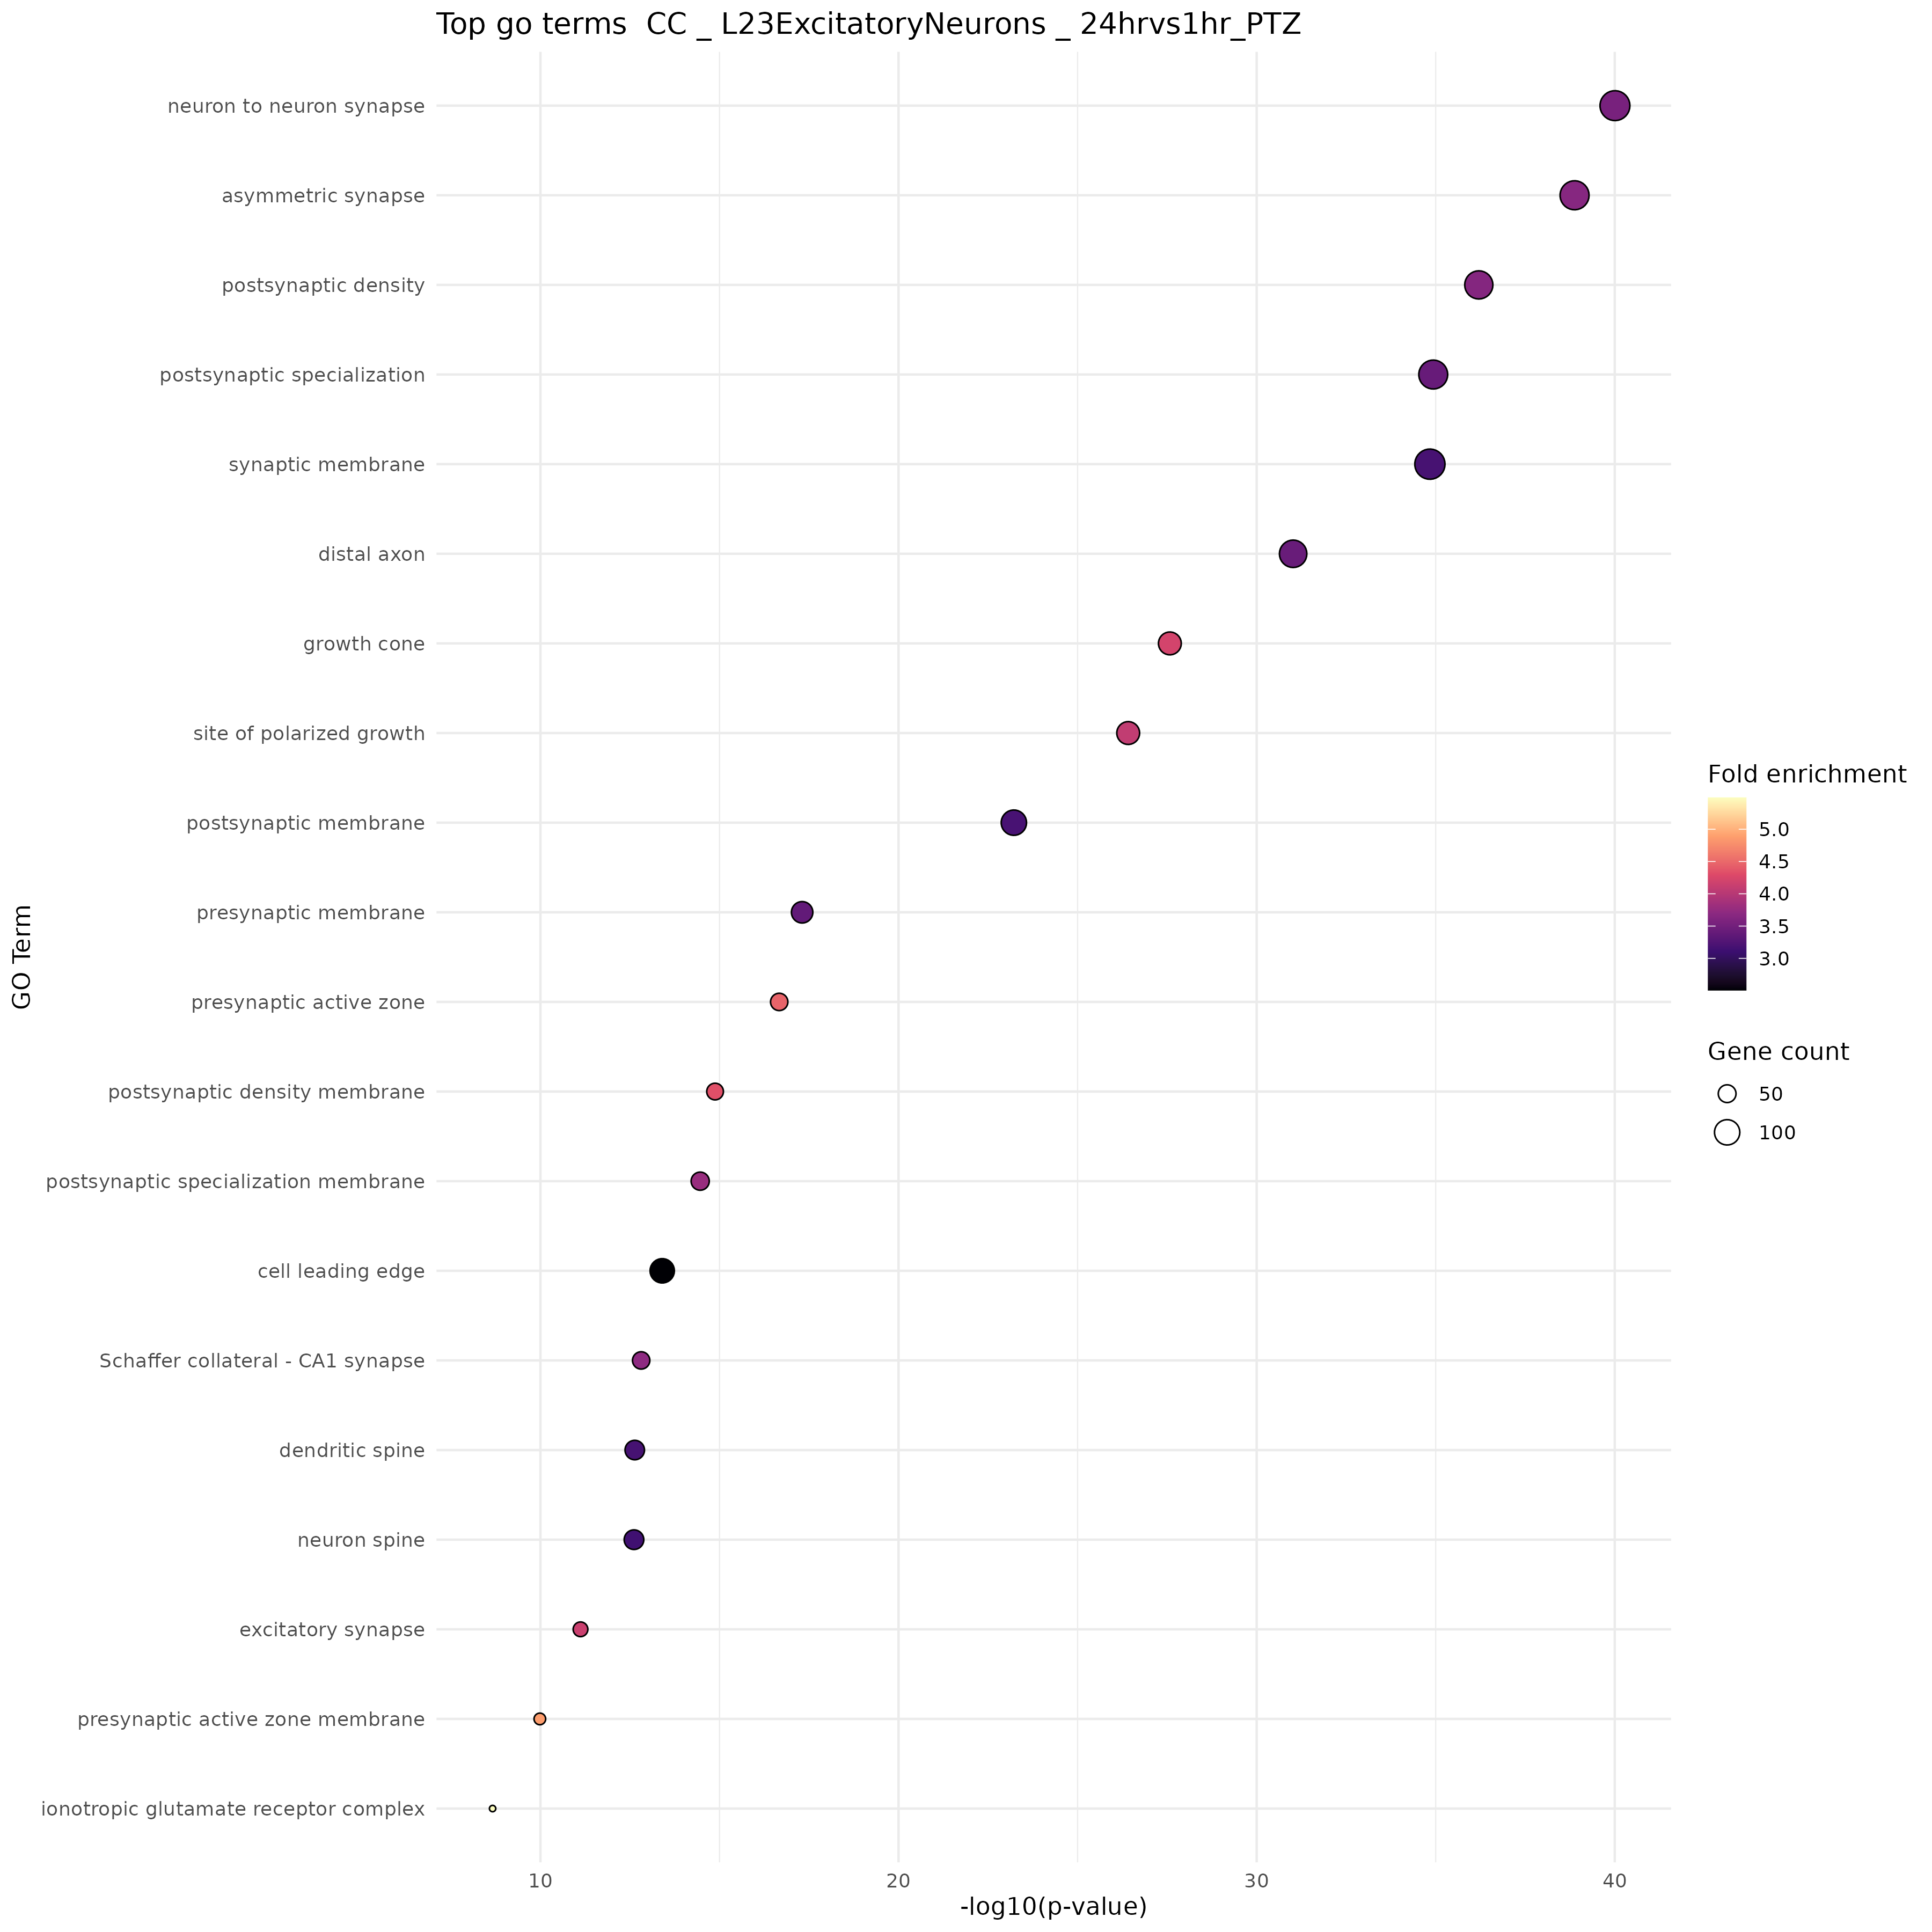 Top go terms  CC _ L23ExcitatoryNeurons _ 24hrvs1hr_PTZ
neuron to neuron synapse
asymmetric synapse
postsynaptic density
postsynaptic specialization
synaptic membrane
distal axon
growth cone
site of polarized growth
postsynaptic membrane
presynaptic membrane
presynaptic active zone
postsynaptic density membrane
postsynaptic specialization membrane
cell leading edge
Schaffer collateral - CA1 synapse
dendritic spine
neuron spine
excitatory synapse
presynaptic active zone membrane
ionotropic glutamate receptor complex
GO Term
10 20 30 40
-log10(p-value)
Fold enrichment
5.0
4.5
4.0
3.5
3.0
Gene count
50
100